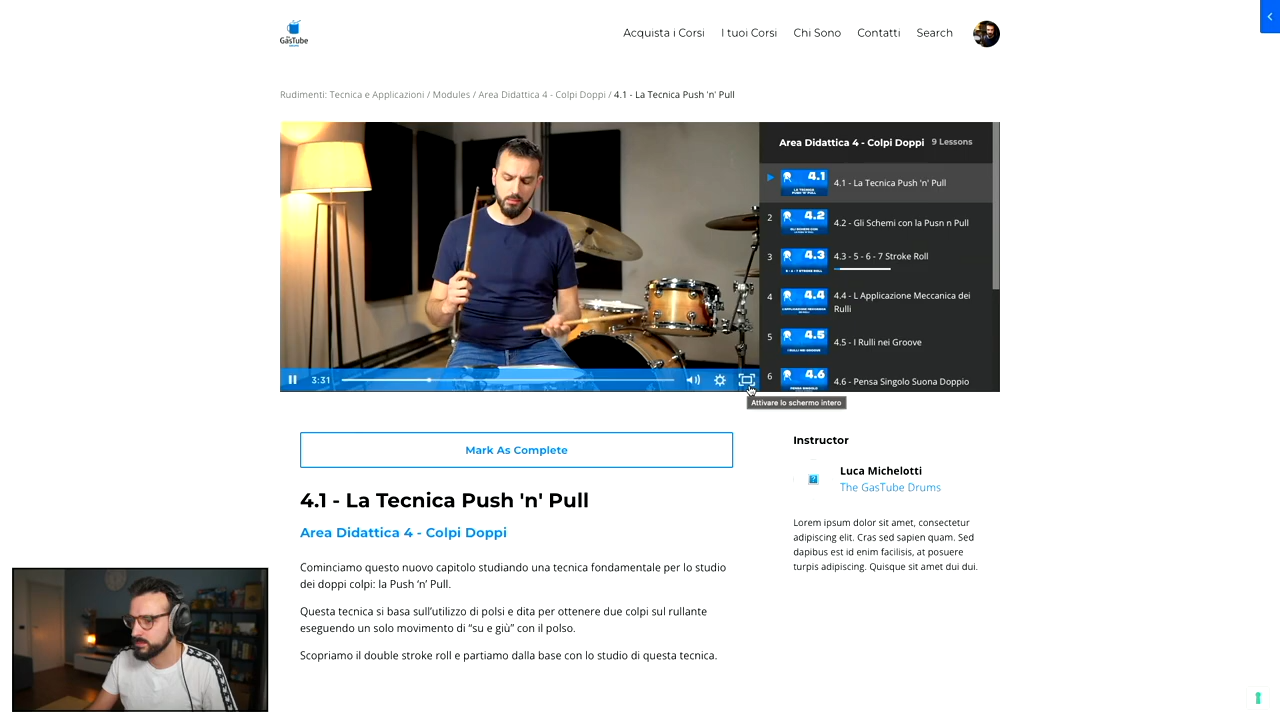 GasTube
Acquista i Corsi
I tuoi Corsi
Chi Sono
Contatti
Search
Rudimenti: Tecnica e Applicazioni / Modules / Area Didattica 4 - Colpi Doppi / 4.1 - La Tecnica Push 'n' Pull
Area Didattica 4 - Colpi Doppi 9 Lessons
4.1
4.1 - La Tecnica Push 'n' Pull
2
4.2
4.2 - Gli Schemi con la Pusn n Pull
3
4.3
4.3 - 5 - 6 - 7 Stroke Roll
4
4.4
4.4 - L Applicazione Meccanica dei
Rulli
5
4.5
4.5 - I Rulli nei Groove
6
4.6
4.6 - Pensa Singolo Suona Doppio
3:31
Attivare lo schermo intero
Mark As Complete
4.1 - La Tecnica Push 'n' Pull
Area Didattica 4 - Colpi Doppi
Cominciamo questo nuovo capitolo studiando una tecnica fondamentale per lo studio
dei doppi colpi: la Push ‘n’ Pull.
Questa tecnica si basa sull’utilizzo di polsi e dita per ottenere due colpi sul rullante
eseguendo un solo movimento di “su e giù” con il polso.
Scopriamo il double stroke roll e partiamo dalla base con lo studio di questa tecnica.
Instructor
Luca Michelotti
The GasTube Drums
Lorem ipsum dolor sit amet, consectetur
adipiscing elit. Cras sed sapien quam. Sed
dapibus est id enim facilisis, at posuere
turpis adipiscing. Quisque sit amet dui dui.